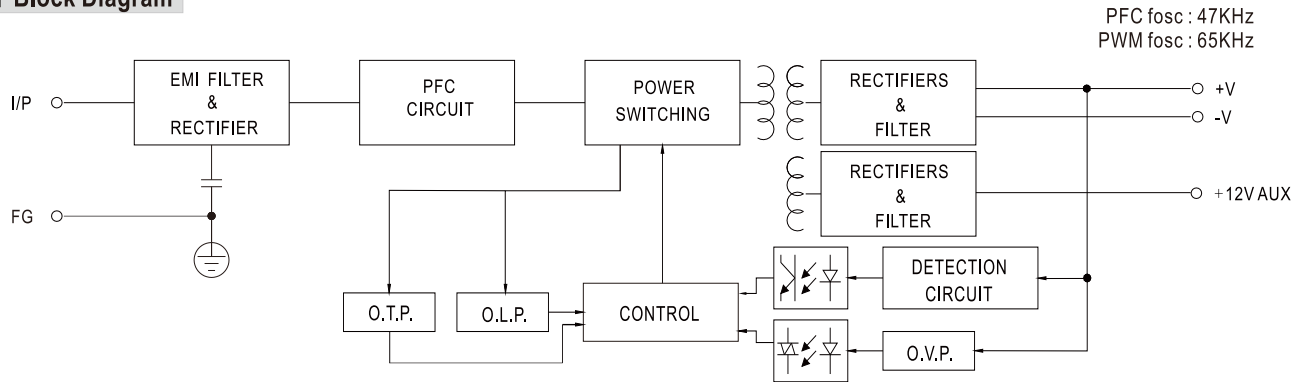 Block Diagram
PFC fosc : 47KHz
PWM fosc : 65KHz
I/P
EMI FILTER
&
RECTIFIER
PFC
CIRCUIT
POWER
SWITCHING
RECTIFIERS
&
FILTER
+V
-V
RECTIFIERS
&
FILTER
+12V AUX
FG
DETECTION
CIRCUIT
O.T.P.
O.L.P.
CONTROL
O.V.P.